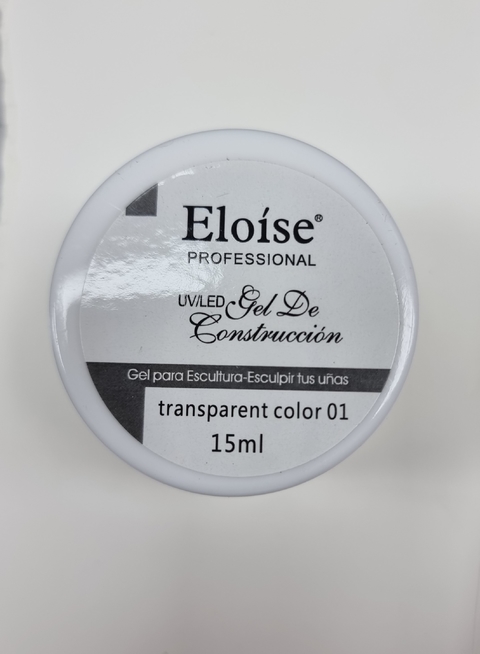 Eloíse®
PROFESSIONAL
UV/LED Gel De
Construcción
Gel para Escultura-Esculpir tus uñas
transparent color 01
15ml